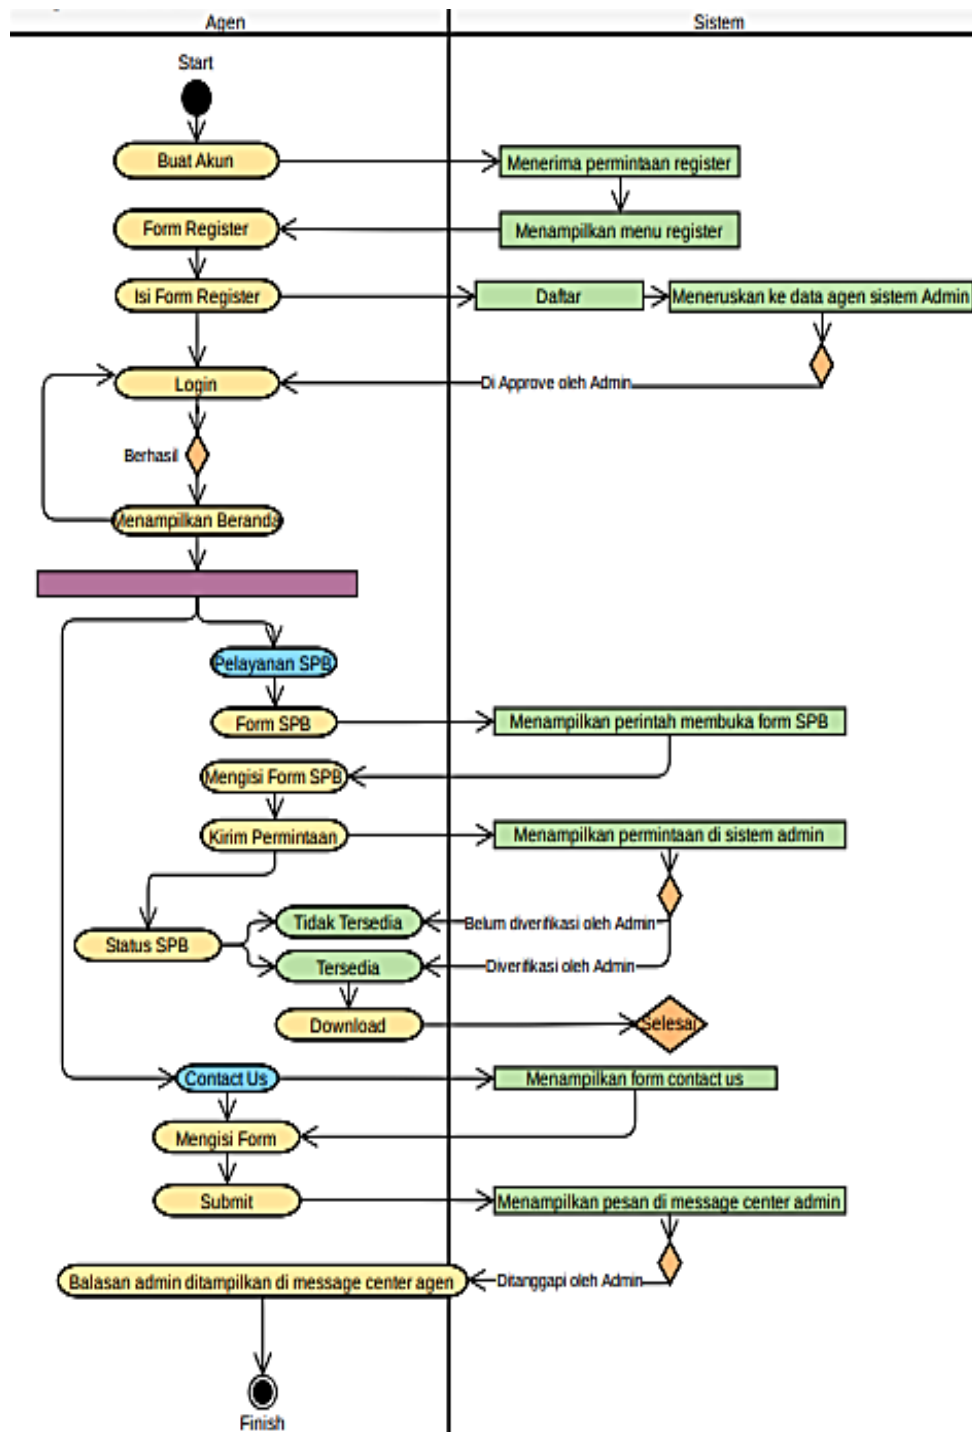 Agen
Sistem
Start
Buat Akun
Menerima permintaan register
Form Register
Menampilkan menu register
Isi Form Register
Daftar
Meneruskan ke data agen sistem Admin
Login
Di Approve oleh Admin
Berhasil
Menampilkan Beranda
Pelayanan SPB
Form SPB
Menampilkan perintah membuka form SPB
Mengisi Form SPB
Kirim Permintaan
Menampilkan permintaan di sistem admin
Tidak Tersedia
Belum diverifikasi oleh Admin
Status SPB
Tersedia
Diverifikasi oleh Admin
Download
Selesai
Contact Us
Menampilkan form contact us
Mengisi Form
Submit
Menampilkan pesan di message center admin
Balasan admin ditampilkan di message center agen
Ditanggapi oleh Admin
Finish